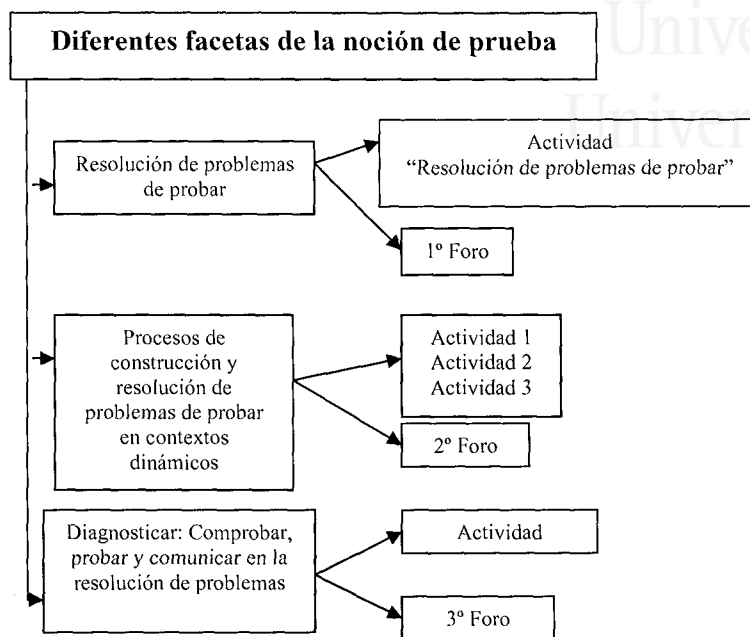 Unive
Diferentes facetas de la noción de prueba
Univer
Resolución de problemas
de probar
Actividad
“Resolución de problemas de probar”
1º Foro
Procesos de
construcción y
resolución de
problemas de probar
en contextos
dinámicos
Actividad 1
Actividad 2
Actividad 3
2º Foro
Diagnosticar: Comprobar,
probar y comunicar en la
resolución de problemas
Actividad
3º Foro